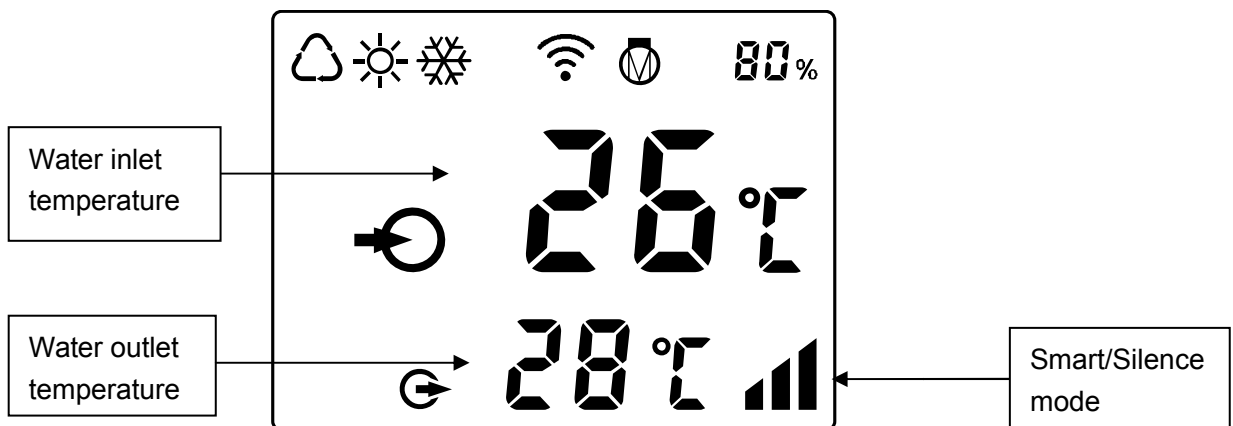 80%
Water inlet
temperature
26°C
Water outlet
temperature
28°C
Smart/Silence
mode